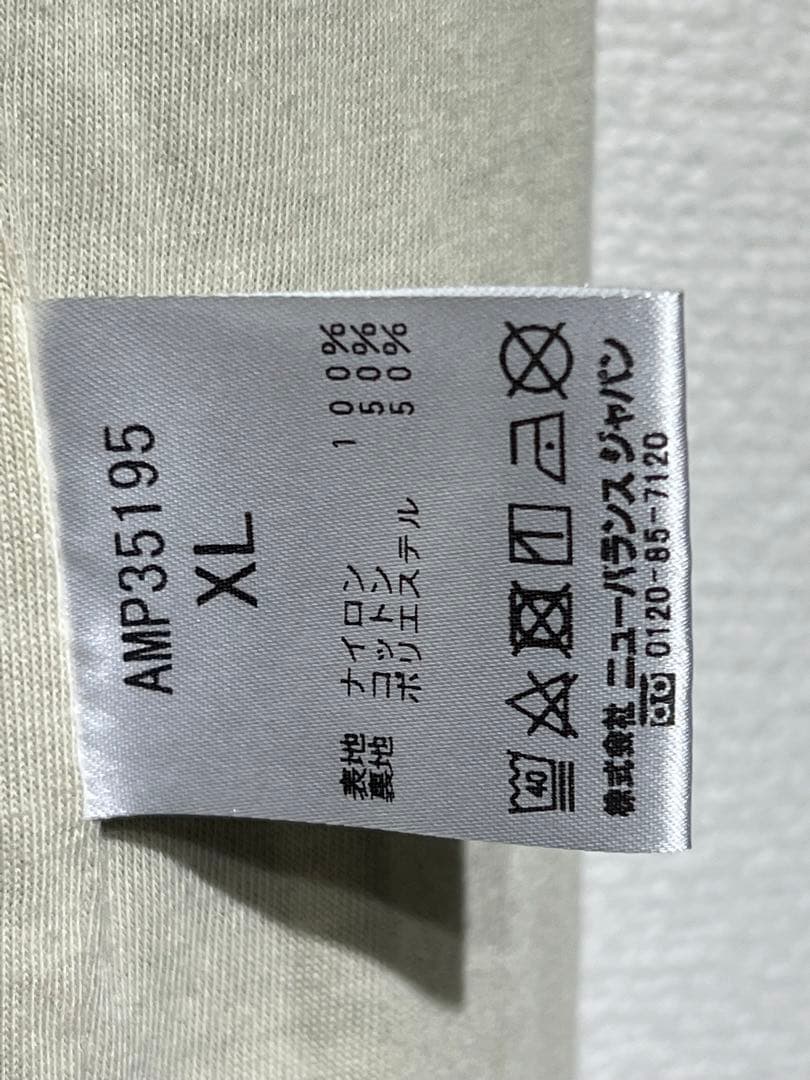 AMP35195
XL
表地 ナイロン 100%
裏地 コットン 50%
ポリエステル 50%
40
株式会社 ニューバランス ジャパン
0120-85-7120